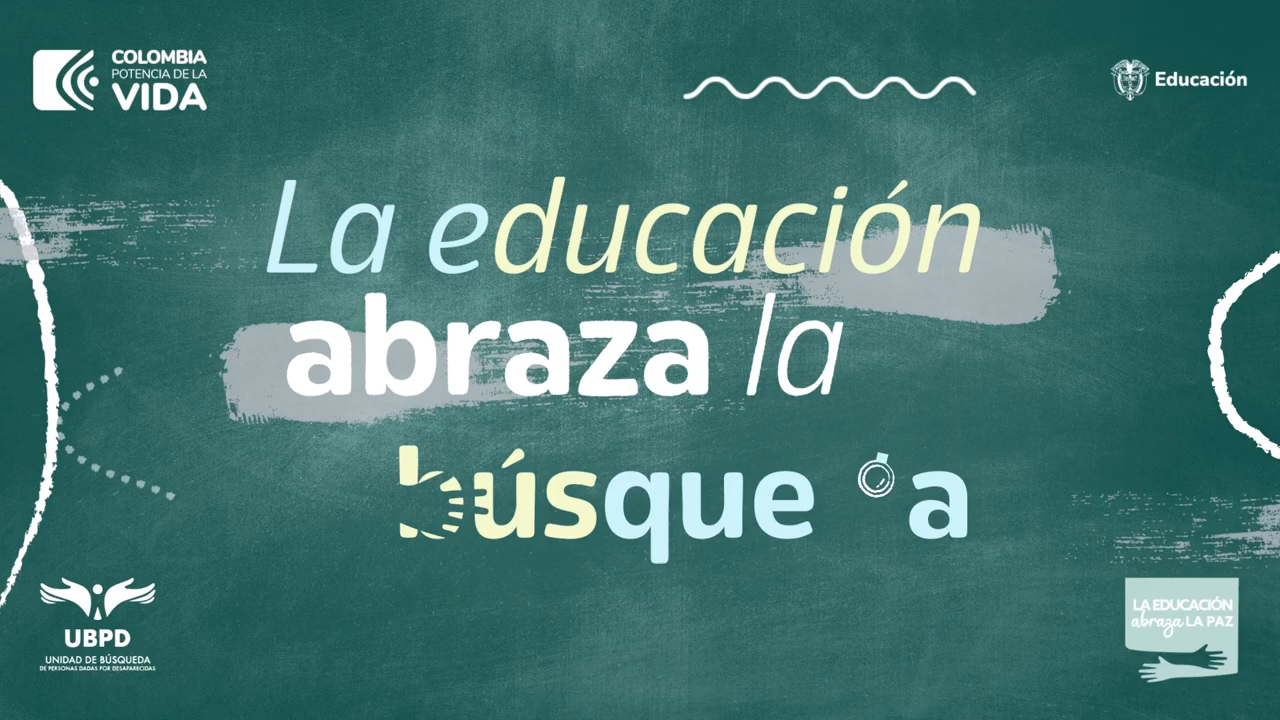 COLOMBIA
POTENCIA DE LA
VIDA
Educación
La educación
abraza la
búsque a
UBPD
UNIDAD DE BÚSQUEDA
DE PERSONAS DADAS POR DESAPARECIDAS
LA EDUCACIÓN
abraza LA PAZ